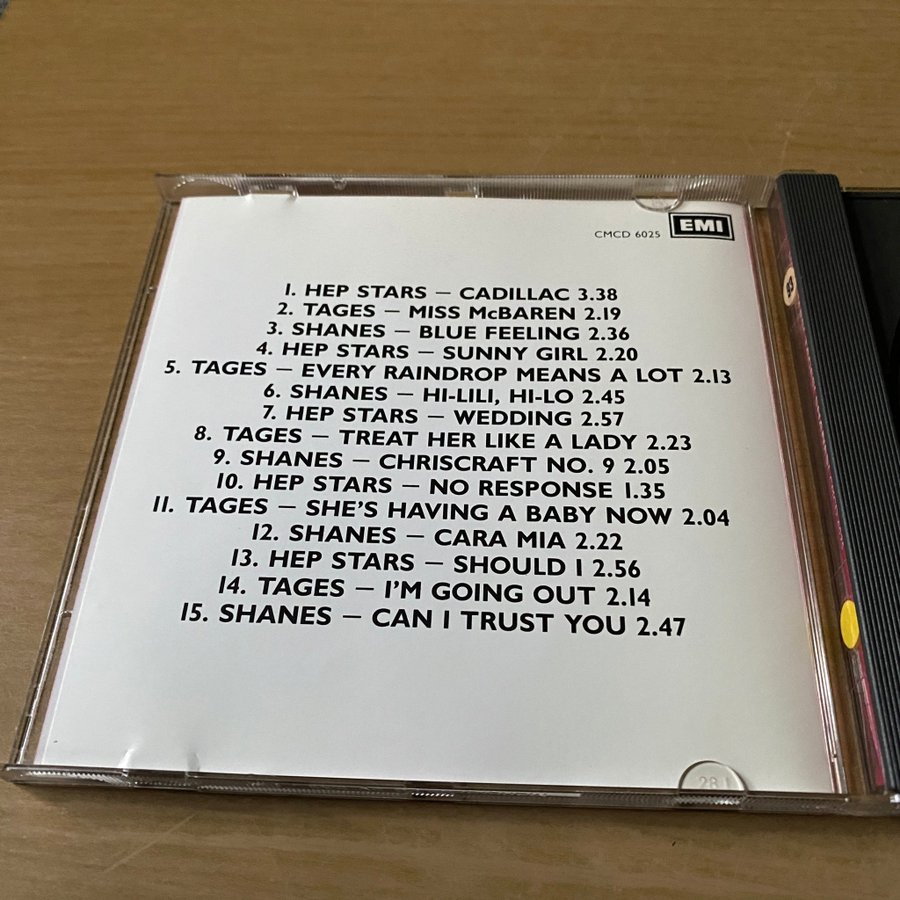 CMCD 6025 EMI
1. HEP STARS – CADILLAC 3.38
2. TAGES – MISS McBAREN 2.19
3. SHANES – BLUE FEELING 2.36
4. HEP STARS – SUNNY GIRL 2.20
5. TAGES – EVERY RAINDROP MEANS A LOT 2.13
6. SHANES – HI-LILI, HI-LO 2.45
7. HEP STARS – WEDDING 2.57
8. TAGES – TREAT HER LIKE A LADY 2.23
9. SHANES – CHRISCRAFT NO. 9 2.05
10. HEP STARS – NO RESPONSE 1.35
11. TAGES – SHE'S HAVING A BABY NOW 2.04
12. SHANES – CARA MIA 2.22
13. HEP STARS – SHOULD I 2.56
14. TAGES – I'M GOING OUT 2.14
15. SHANES – CAN I TRUST YOU 2.47